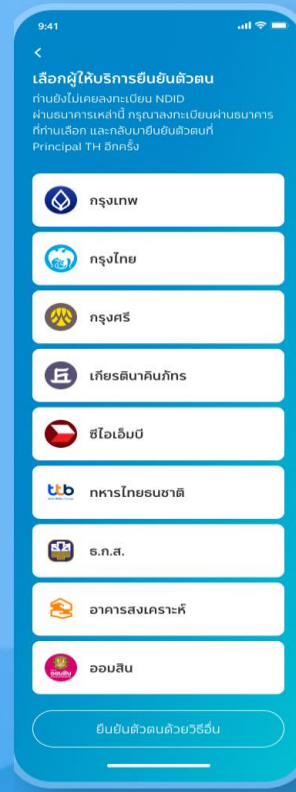 9:41
เลือกผู้ให้บริการยืนยันตัวตน
ท่านยังไม่เคยลงทะเบียน NDID
ผ่านธนาคารเหล่านี้ กรุณาลงทะเบียนผ่านธนาคาร
ที่ท่านเลือก และกลับมายืนยันตัวตนที่
Principal TH อีกครั้ง
กรุงเทพ
กรุงไทย
กรุงศรี
เกียรตินาคินภัทร
ซีไอเอ็มบี
ttb
ทหารไทยธนชาติ
ธ.ก.ส.
อาคารสงเคราะห์
ออมสิน
ออมสิน
ยืนยันตัวตนด้วยวิธีอื่น